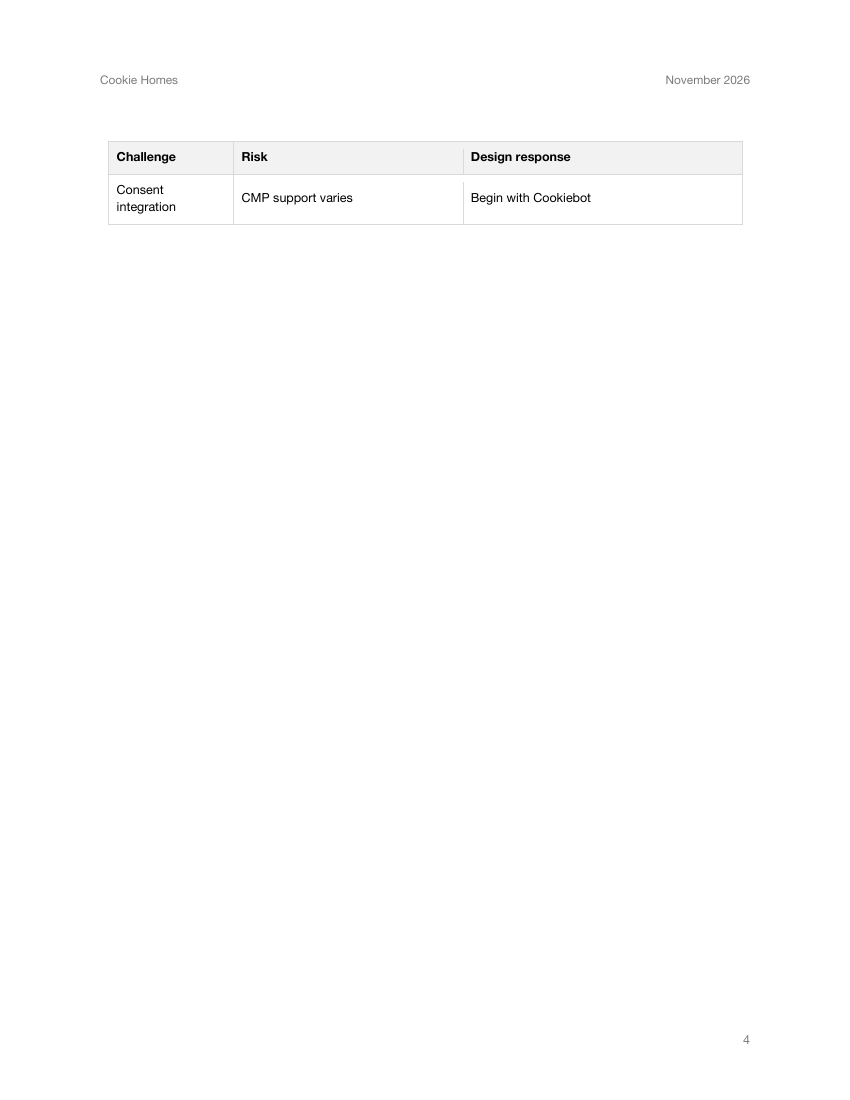 Cookie Homes November 2026
Challenge Risk Design response
Consent
integration CMP support varies Begin with Cookiebot
4